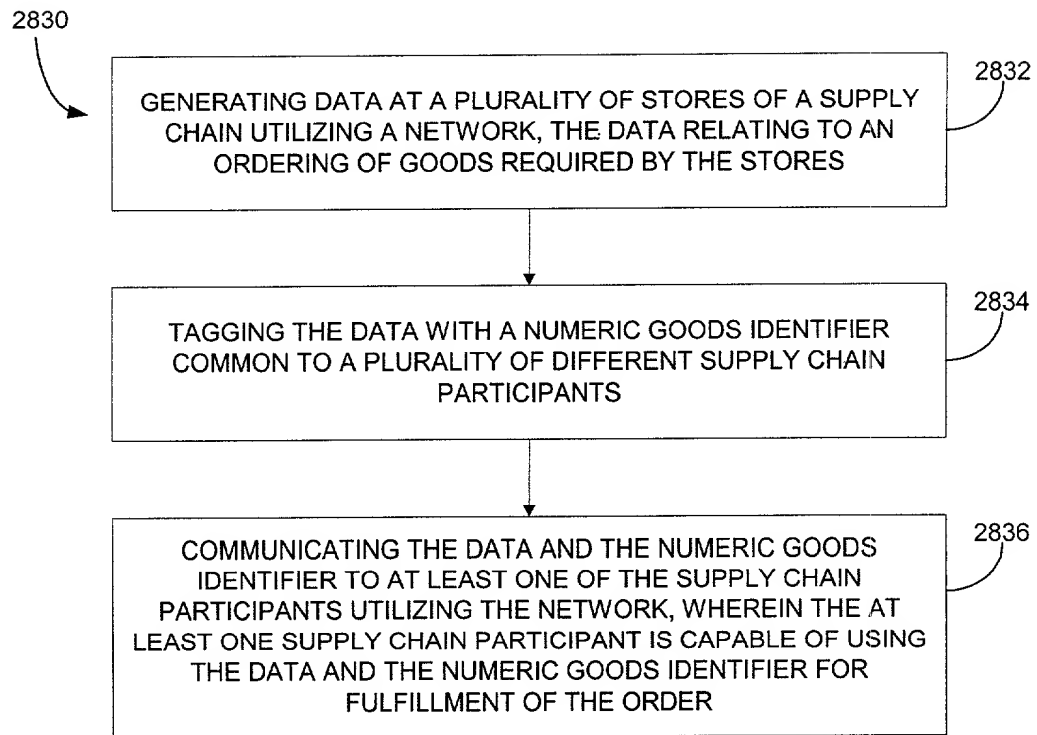 2830
2832
GENERATING DATA AT A PLURALITY OF STORES OF A SUPPLY
CHAIN UTILIZING A NETWORK, THE DATA RELATING TO AN
ORDERING OF GOODS REQUIRED BY THE STORES
2834
TAGGING THE DATA WITH A NUMERIC GOODS IDENTIFIER
COMMON TO A PLURALITY OF DIFFERENT SUPPLY CHAIN
PARTICIPANTS
2836
COMMUNICATING THE DATA AND THE NUMERIC GOODS
IDENTIFIER TO AT LEAST ONE OF THE SUPPLY CHAIN
PARTICIPANTS UTILIZING THE NETWORK, WHEREIN THE AT
LEAST ONE SUPPLY CHAIN PARTICIPANT IS CAPABLE OF USING
THE DATA AND THE NUMERIC GOODS IDENTIFIER FOR
FULFILLMENT OF THE ORDER